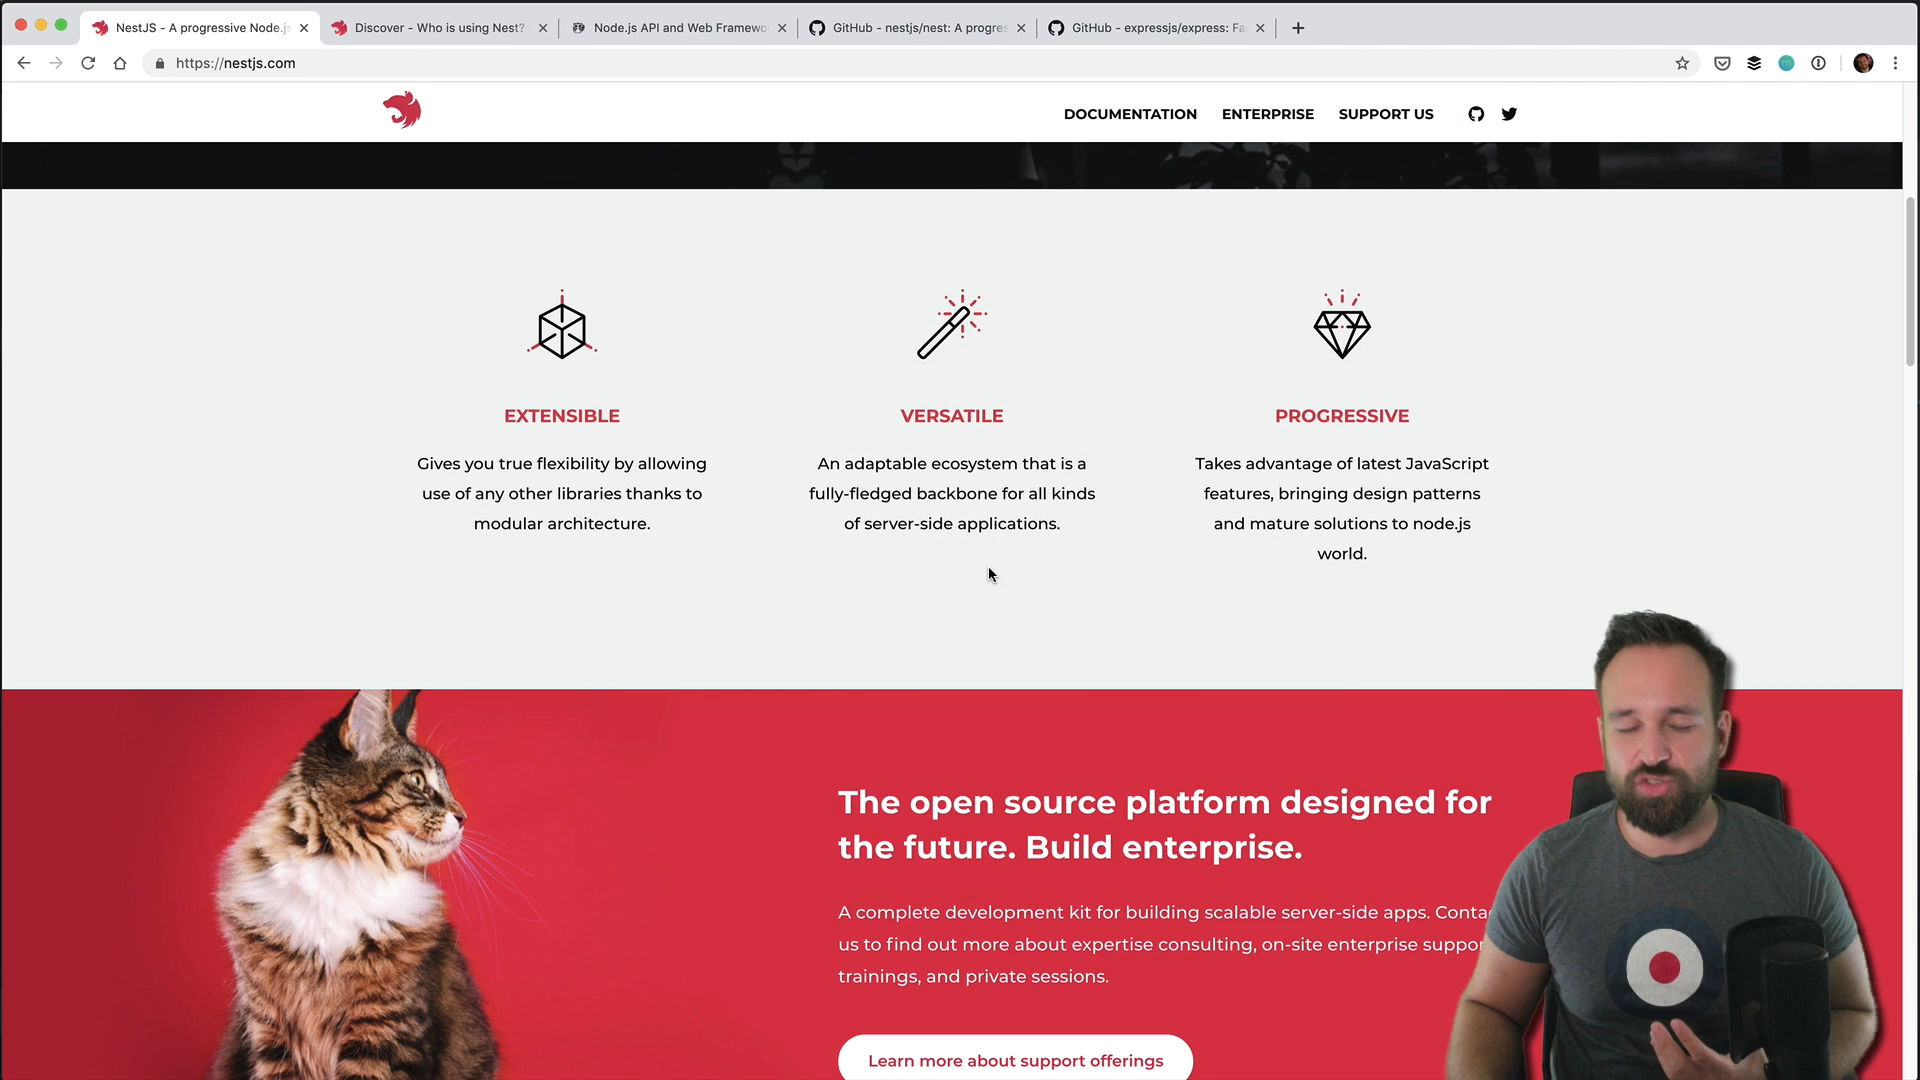 NestJS - A progressive Node.js
Discover - Who is using Nest?
Node.js API and Web Framewo
GitHub - nestjs/nest: A progres
GitHub - expressjs/express: Fa
https://nestjs.com
DOCUMENTATION
ENTERPRISE
SUPPORT US
EXTENSIBLE
Gives you true flexibility by allowing
use of any other libraries thanks to
modular architecture.
VERSATILE
An adaptable ecosystem that is a
fully-fledged backbone for all kinds
of server-side applications.
PROGRESSIVE
Takes advantage of latest JavaScript
features, bringing design patterns
and mature solutions to node.js
world.
The open source platform designed for
the future. Build enterprise.
A complete development kit for building scalable server-side apps. Conta
us to find out more about expertise consulting, on-site enterprise suppor
trainings, and private sessions.
Learn more about support offerings